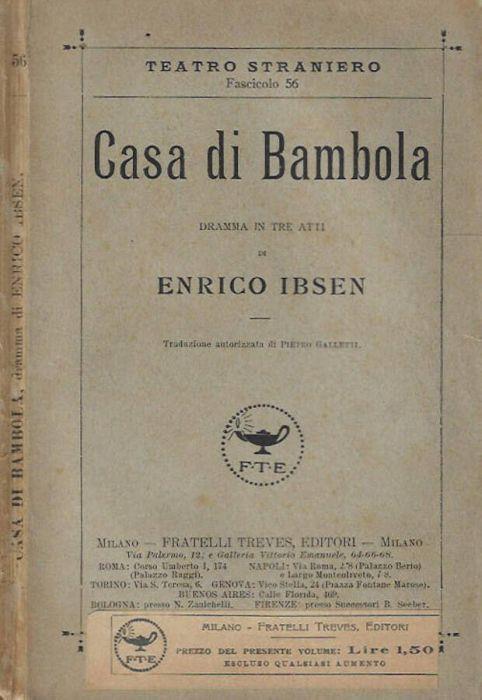 TEATRO STRANIERO
Fascicolo 56
Casa di Bambola
DRAMMA IN TRE ATTI
DI
ENRICO IBSEN
Traduzione autorizzata di PIETRO GALLETTI.
F·T·E
MILANO — FRATELLI TREVES, EDITORI — MILANO
Via Palermo, 12; e Galleria Vittorio Emanuele, 64-66-68.
ROMA: Corso Umberto I, 174 NAPOLI: Via Roma, (Palazzo Berio)
(Palazzo Raggi). e Largo Monteoliveto,
TORINO: Via S. Teresa, 6. GENOVA: Vico Stella, 24 (Piazza Fontane Marose).
BUENOS AIRES: Calle Florida, 469.
BOLOGNA: presso N. Zanichelli. FIRENZE: presso Successori B. Seeber.
F·T·E
MILANO - FRATELLI TREVES, EDITORI
PREZZO DEL PRESENTE VOLUME: Lire 1,50
ESCLUSO QUALSIASI AUMENTO
56
CASA DI BAMBOLA, dramma di ENRICO IBSEN.